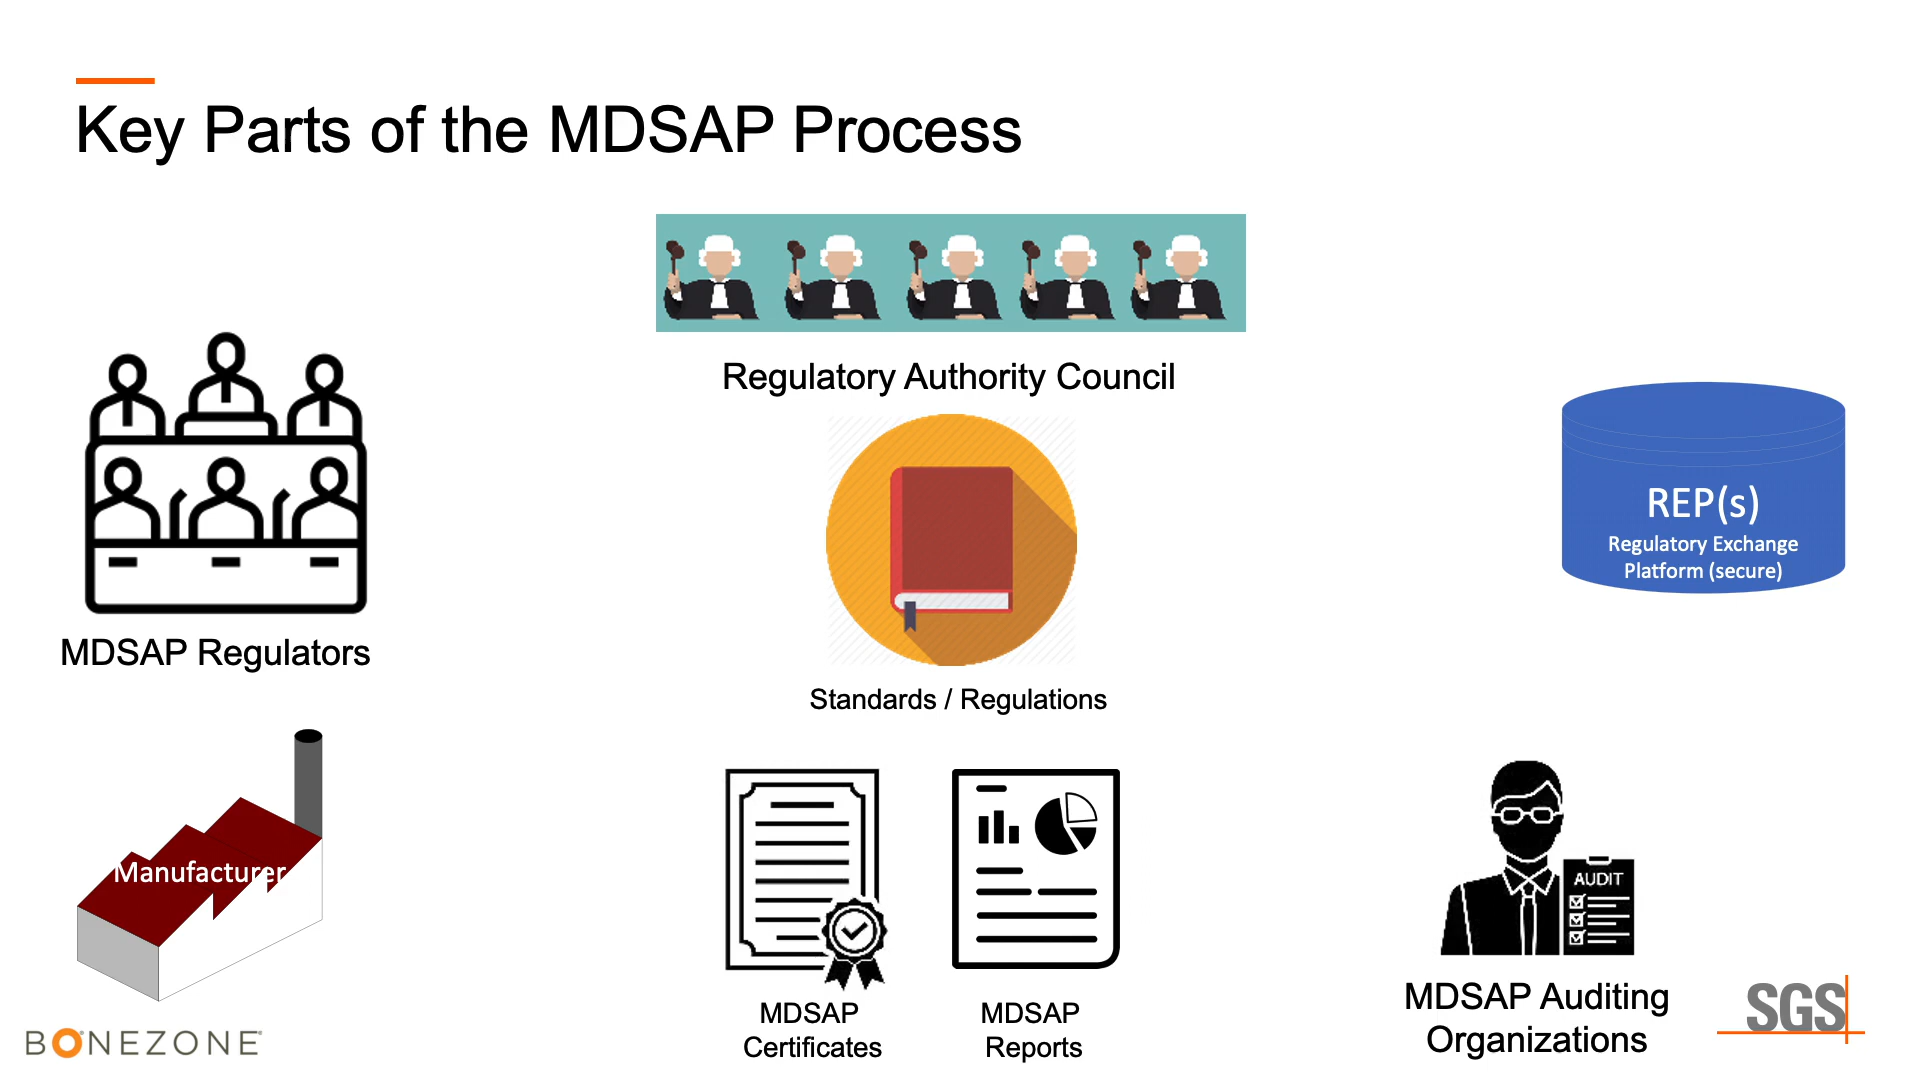 Key Parts of the MDSAP Process
Regulatory Authority Council
REP(s)
Regulatory Exchange
Platform (secure)
MDSAP Regulators
Standards / Regulations
Manufacturer
AUDIT
MDSAP
Certificates
MDSAP
Reports
MDSAP Auditing
Organizations
SGS
BONEZONE